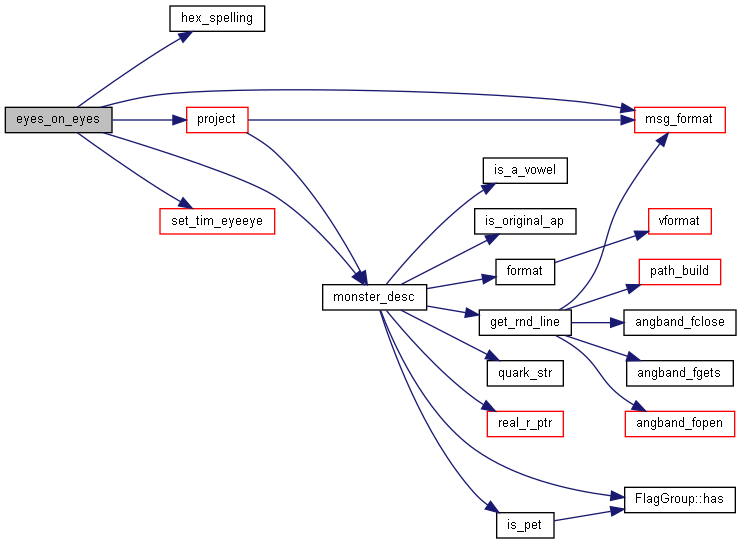 hex_spelling
eyes_on_eyes
project
msg_format
is_a_vowel
set_tim_eyeeye
is_original_ap
vformat
format
path_build
monster_desc
get_rnd_line
angband_fclose
quark_str
angband_fgets
real_r_ptr
angband_fopen
FlagGroup::has
is_pet